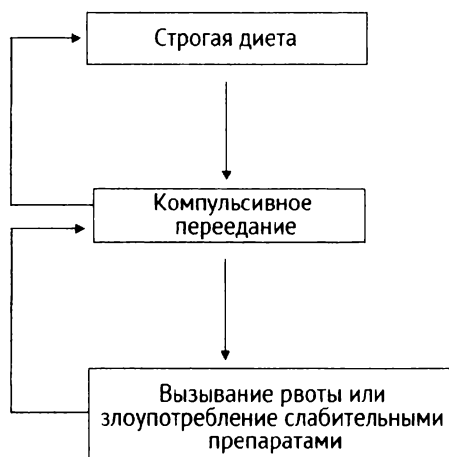 Строгая диета
Компульсивное
переедание
Вызывание рвоты или
злоупотребление слабительными
препаратами